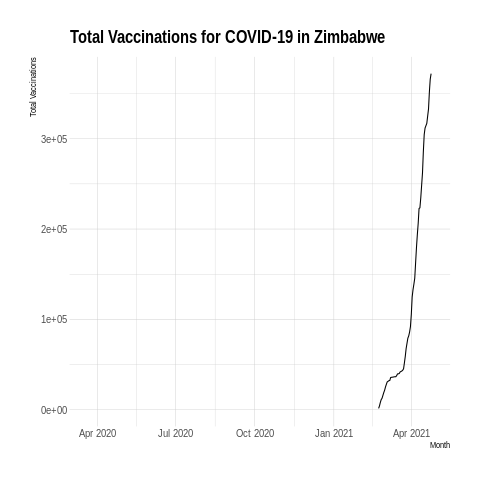 Total Vaccinations for COVID-19 in Zimbabwe
Total Vaccinations
3e+05
2e+05
1e+05
0e+00
Apr 2020 Jul 2020 Oct 2020 Jan 2021 Apr 2021
Month